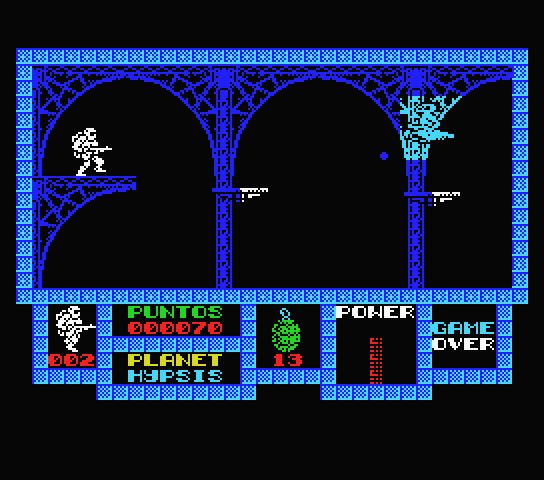 PUNTOS
000070
002
PLANET
HYPSIS
13
POWER
GAME
OVER